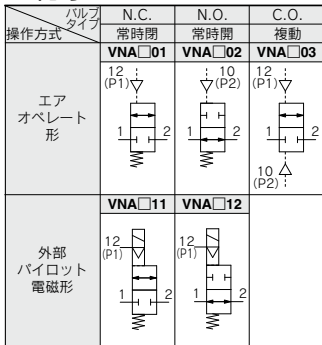 バルブ
タイプ
操作方式
N.C.
常時閉
N.O.
常時開
C.O.
複動
エア
オペレート
形
VNA□01
12
(P1)
1
2
VNA□02
10
(P2)
1
2
VNA□03
12
(P1)
1
2
10
(P2)
外部
パイロット
電磁形
VNA□11
12
(P1)
1
2
VNA□12
12
(P1)
1
2